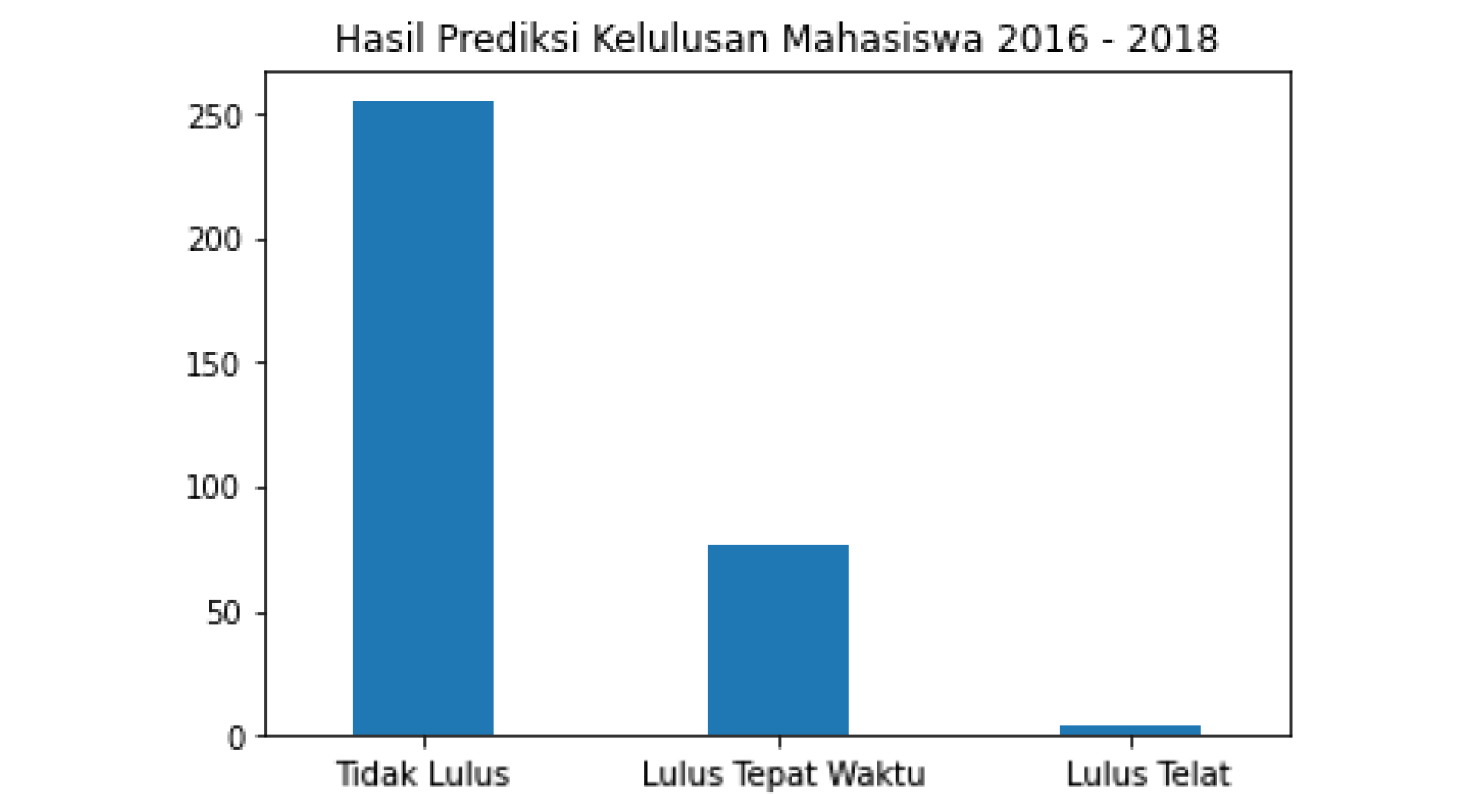 Hasil Prediksi Kelulusan Mahasiswa 2016 - 2018
250
200
150
100
50
0
Tidak Lulus
Lulus Tepat Waktu
Lulus Telat